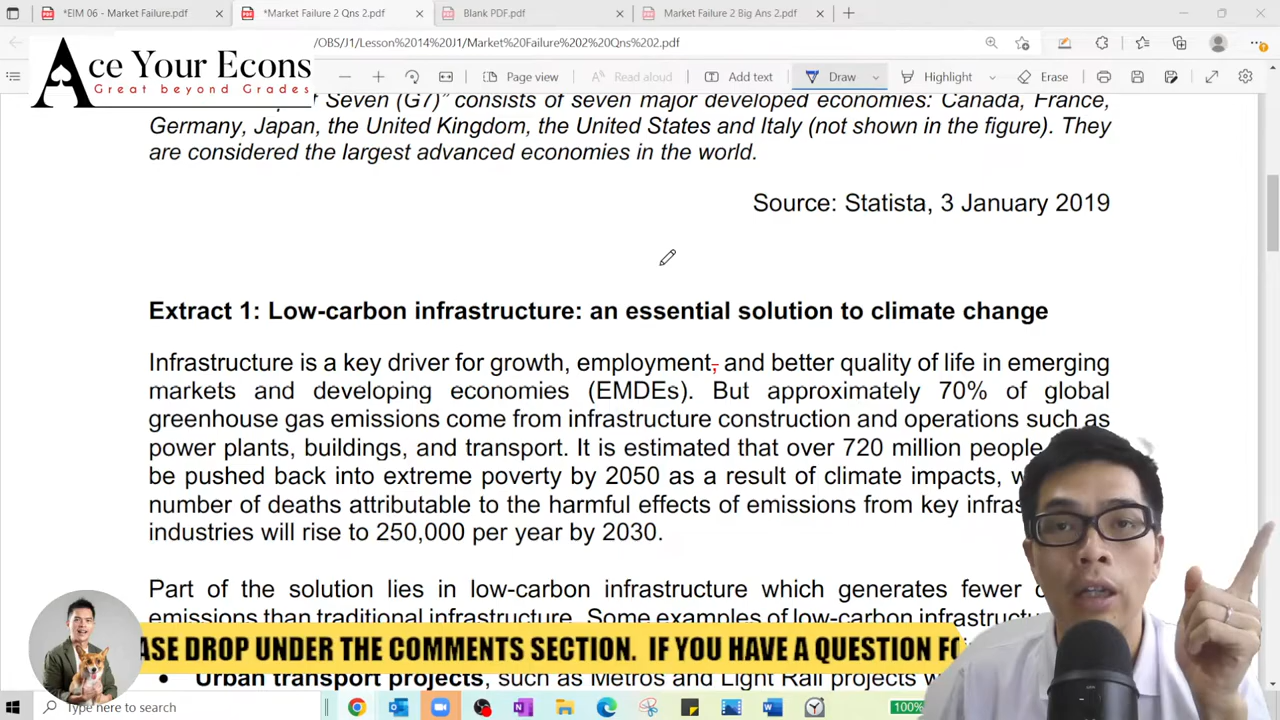 *EIM 06 - Market Failure.pdf
*Market Failure 2 Qns 2.pdf
Blank PDF.pdf
Market Failure 2 Big Ans 2.pdf
/OBS/J1/Lesson%2014%20J1/Market%20Failure%202%20Qns%202.pdf
Ace Your Econs
Great beyond Grades
Page view
Read aloud
Add text
Draw
Highlight
Erase
Seven (G7)" consists of seven major developed economies: Canada, France,
Germany, Japan, the United Kingdom, the United States and Italy (not shown in the figure). They
are considered the largest advanced economies in the world.
Source: Statista, 3 January 2019
Extract 1: Low-carbon infrastructure: an essential solution to climate change
Infrastructure is a key driver for growth, employment, and better quality of life in emerging
markets and developing economies (EMDEs). But approximately 70% of global
greenhouse gas emissions come from infrastructure construction and operations such as
power plants, buildings, and transport. It is estimated that over 720 million people
be pushed back into extreme poverty by 2050 as a result of climate impacts,
number of deaths attributable to the harmful effects of emissions from key
industries will rise to 250,000 per year by 2030.
Part of the solution lies in low-carbon infrastructure which generates fewer
emissions than traditional infrastructure. Some examples of low-carbon
ASE DROP UNDER THE COMMENTS SECTION. IF YOU HAVE A QUESTION
• Urban transport projects, such as Metros and Light Rail projects
Type here to search
100%